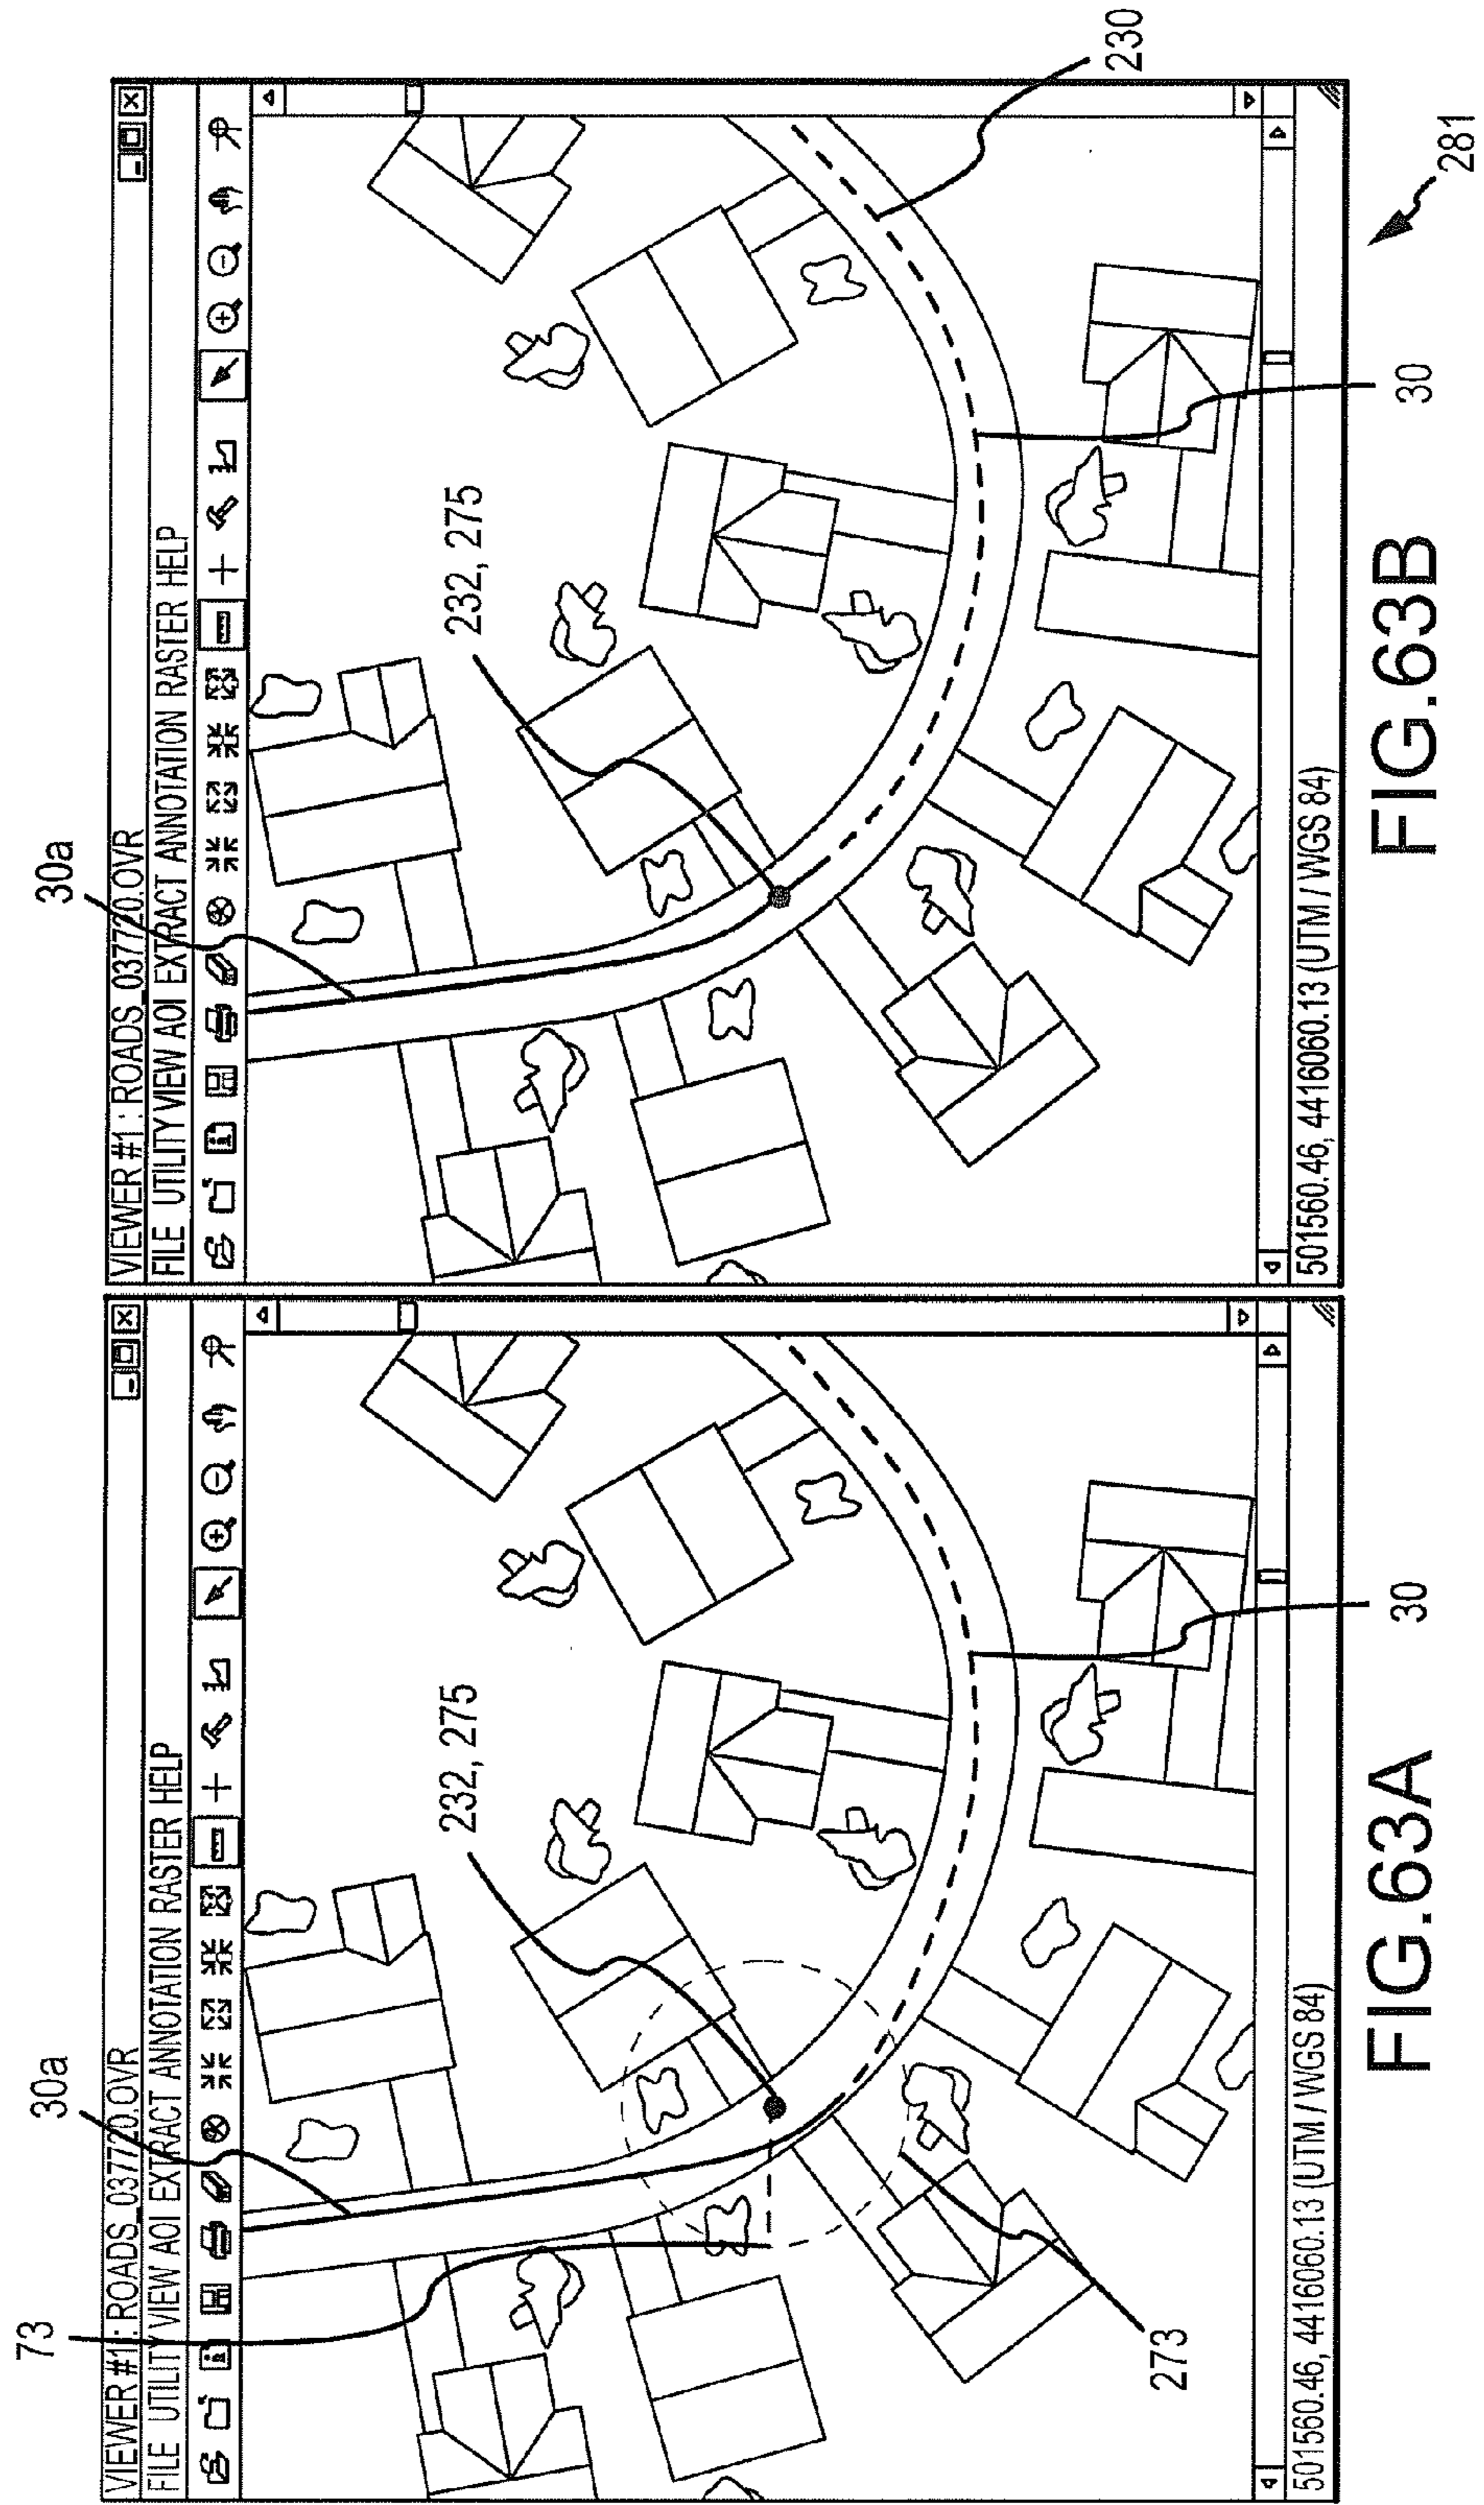 VIEWER #1 : ROADS_037720.OVR
FILE UTILITY VIEW AOI EXTRACT ANNOTATION RASTER HELP
73
30a
232, 275
273
30
501560.46, 4416060.13 (UTM / WGS 84)
FIG.63A
VIEWER #1 : ROADS_037720.OVR
FILE UTILITY VIEW AOI EXTRACT ANNOTATION RASTER HELP
30a
232, 275
230
30
501560.46, 4416060.13 (UTM / WGS 84)
281
FIG.63B